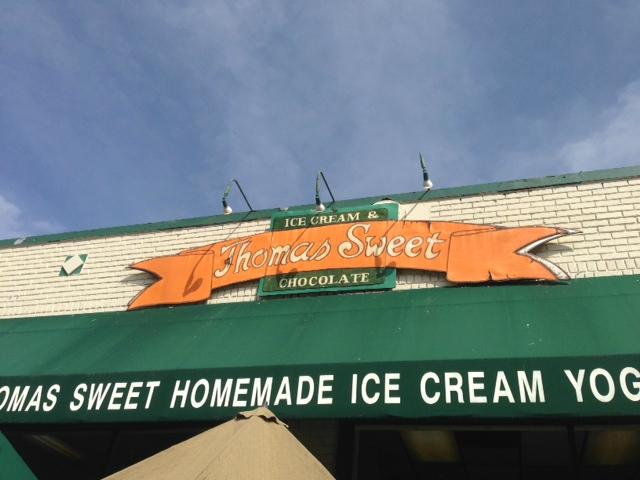 ICE CREAM &
Thomas Sweet
CHOCOLATE
OMAS SWEET HOMEMADE ICE CREAM YOG